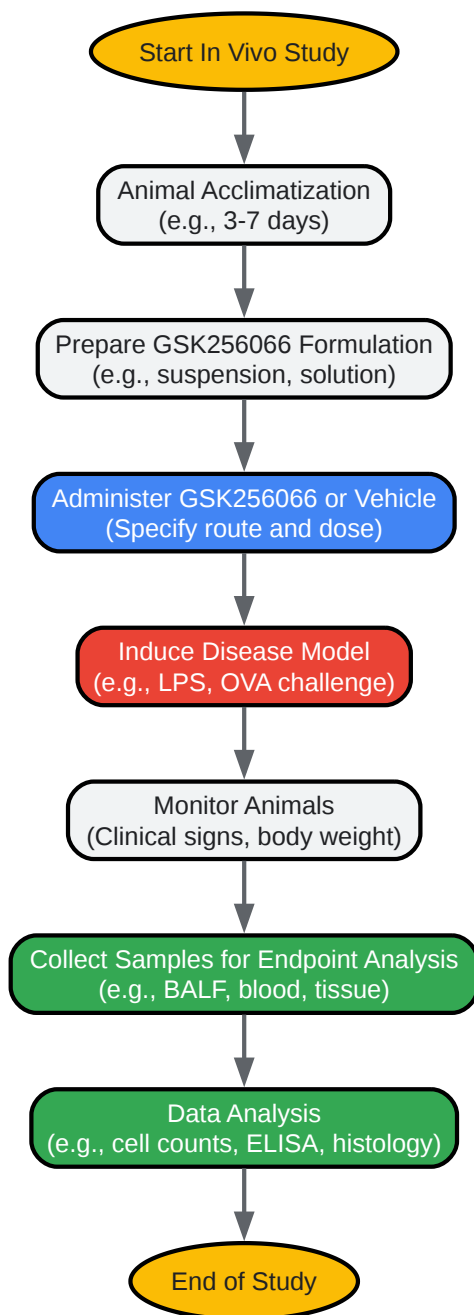 Start In Vivo Study
Animal Acclimatization
(e.g., 3-7 days)
Prepare GSK256066 Formulation
(e.g., suspension, solution)
Administer GSK256066 or Vehicle
(Specify route and dose)
Induce Disease Model
(e.g., LPS, OVA challenge)
Monitor Animals
(Clinical signs, body weight)
Collect Samples for Endpoint Analysis
(e.g., BALF, blood, tissue)
Data Analysis
(e.g., cell counts, ELISA, histology)
End of Study